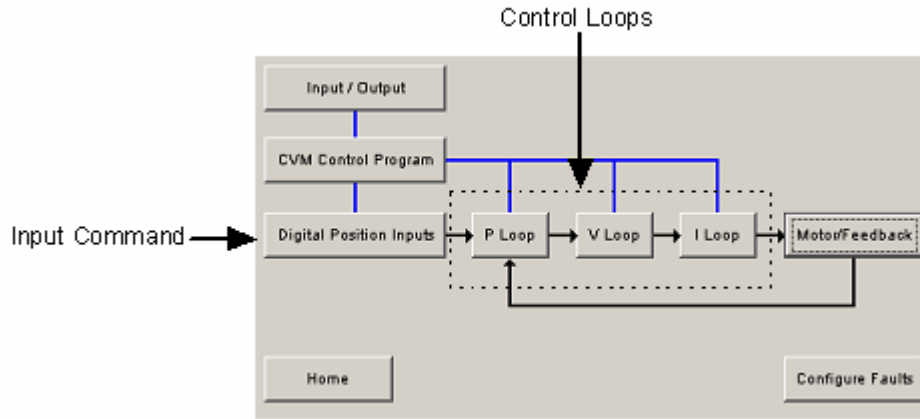 Control Loops
Input / Output
CVM Control Program
Input Command
Digital Position Inputs
P Loop
V Loop
I Loop
Motor/Feedback
Home
Configure Faults